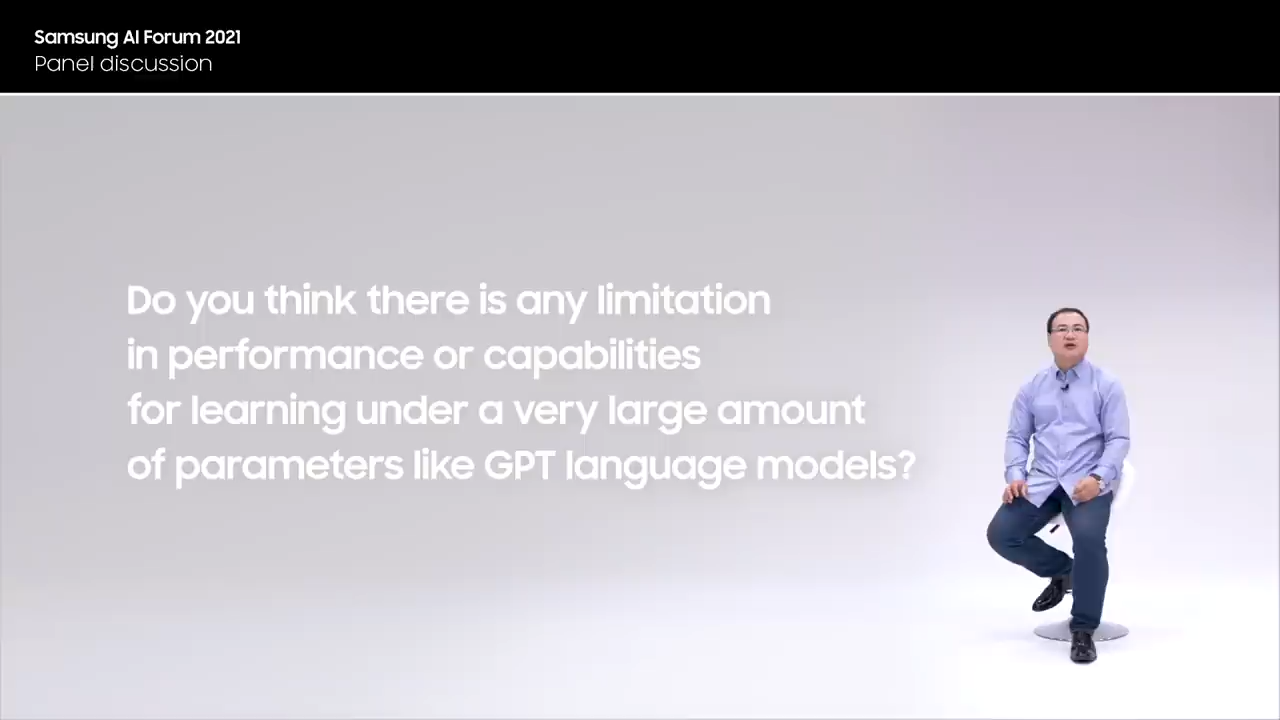 Samsung AI Forum 2021
Panel discussion
Do you think there is any limitation
in performance or capabilities
for learning under a very large amount
of parameters like GPT language models?